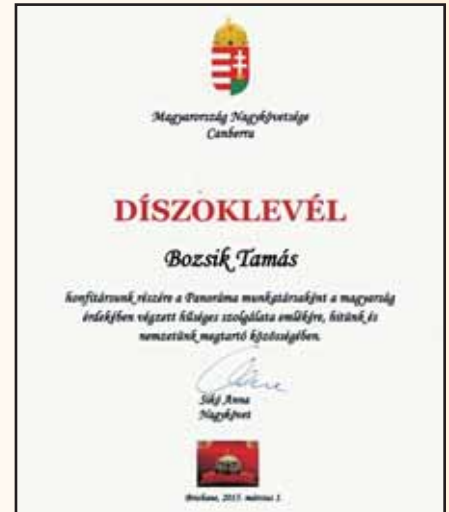 Magyarország Nagykövetsége
Canberra
DÍSZOKLEVÉL
Bozsik Tamás
honfitársunk részére a Panoráma munkatársaként a magyarság
érdekében végzett hűséges szolgálata emlékére, hitünk és
nemzetünk megtartó közösségében.
Sikó Anna
Nagykövet
Brisbane, 2015. március 1.